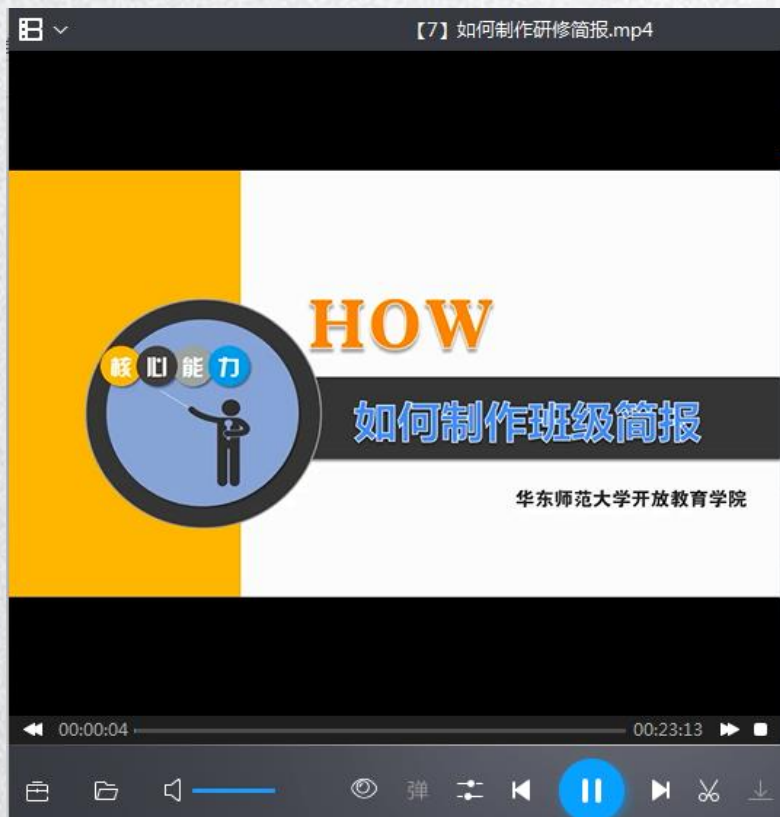 【7】如何制作研修简报.mp4
HOW
核心能力
如何制作班级简报
华东师范大学开放教育学院
00:00:04
00:23:13
弹